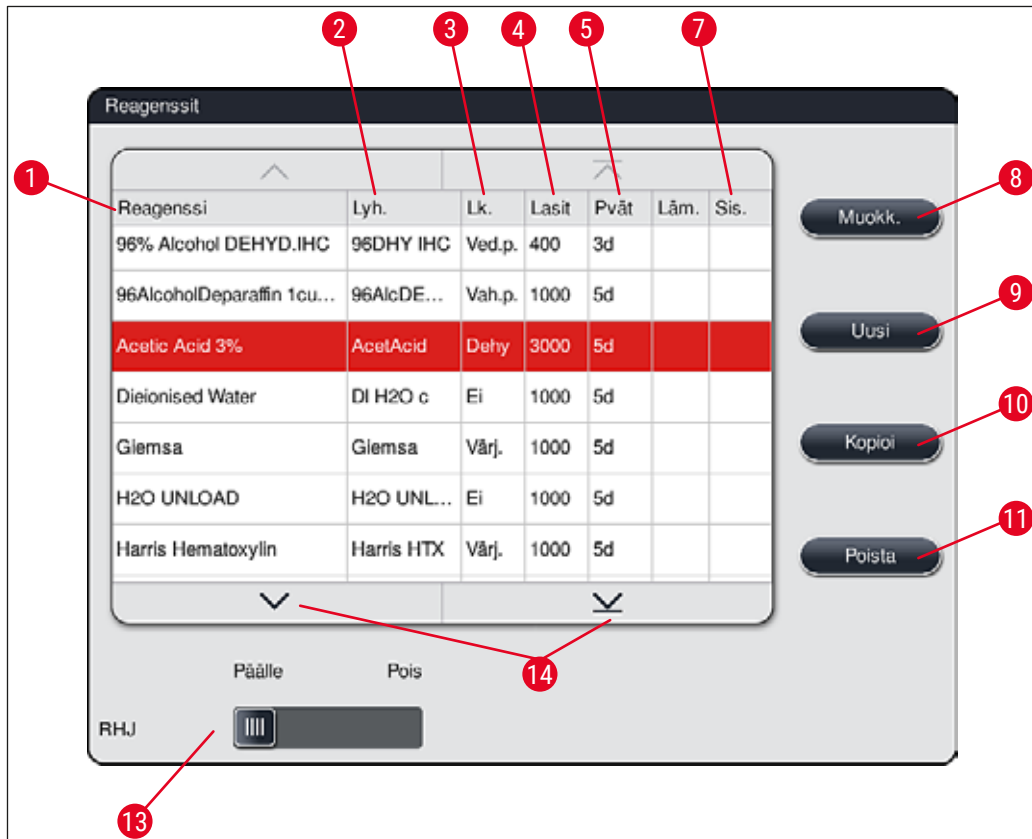 2 3 4 5 7
Reagenssit
1
8
Reagenssi Lyh. Lk. Lasit Pvät Läm. Sis.
Muokk.
96% Alcohol DEHYD.IHC 96DHY IHC Ved.p. 400 3d
9
96AlcoholDeparaffin 1cu... 96AlcDE... Vah.p. 1000 5d
Uusi
Acetic Acid 3% AcetAcid Dehy 3000 5d
10
Dieionised Water DI H2O c Ei 1000 5d
Kopioi
Giemsa Giemsa Värj. 1000 5d
H2O UNLOAD H2O UNL... Ei 1000 5d
11
Harris Hematoxylin Harris HTX Värj. 1000 5d
Poista
14
Päälle Pois
RHJ
13